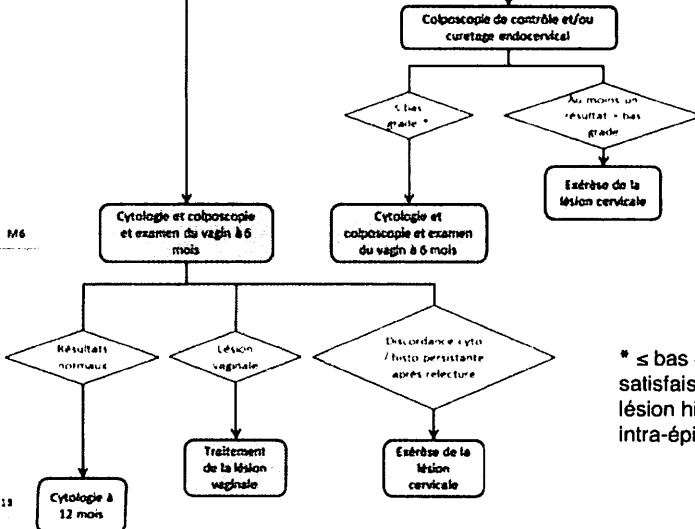 Colposcopie de contrôle et/ou
curetage endocervical
≤ bas
grade *
Au moins un
résultat > bas
grade
Exérèse de la
lésion cervicale
M6
Cytologie et colposcopie
et examen du vagin à 6
mois
Cytologie et
colposcopie et examen
du vagin à 6 mois
Résultats
normaux
Lésion
vaginale
Discordance cyto
/ histo persistante
après relecture
* ≤ bas
satisfais
lésion hi
intra-épi
Traitement
de la lésion
vaginale
Exérèse de la
lésion
cervicale
Cytologie à
12 mois